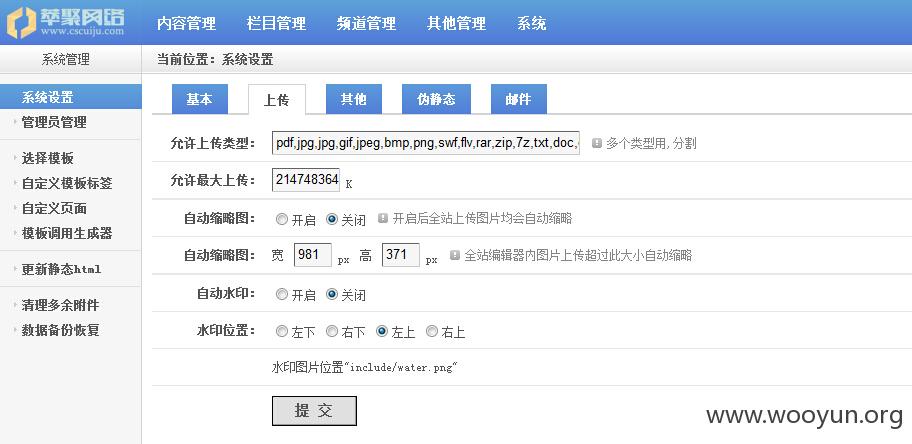 苹聚网络
www.cscuiju.com
内容管理 栏目管理 频道管理 其他管理 系统
系统管理
当前位置：系统设置
系统设置
管理员管理
选择模板
自定义模板标签
自定义页面
模板调用生成器
更新静态html
清理多余附件
数据备份恢复
基本 上传 其他 伪静态 邮件
允许上传类型： pdf,jpg,jpg,gif,jpeg,bmp,png,swf,flv,rar,zip,7z,txt,doc, 多个类型用,分割
允许最大上传： 214748364 K
自动缩略图： 开启 关闭 开启后全站上传图片均会自动缩略
自动缩略图： 宽 981 px 高 371 px 全站编辑器内图片上传超过此大小自动缩略
自动水印： 开启 关闭
水印位置： 左下 右下 左上 右上
水印图片位置"include/water.png"
提 交
www.wooyun.org